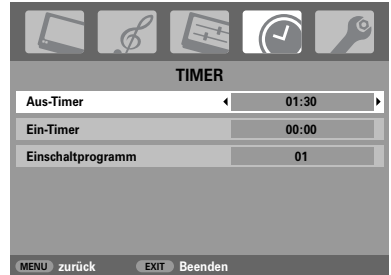 TIMER
Aus-Timer 01:30
Ein-Timer 00:00
Einschaltprogramm 01
MENU zurück EXIT Beenden